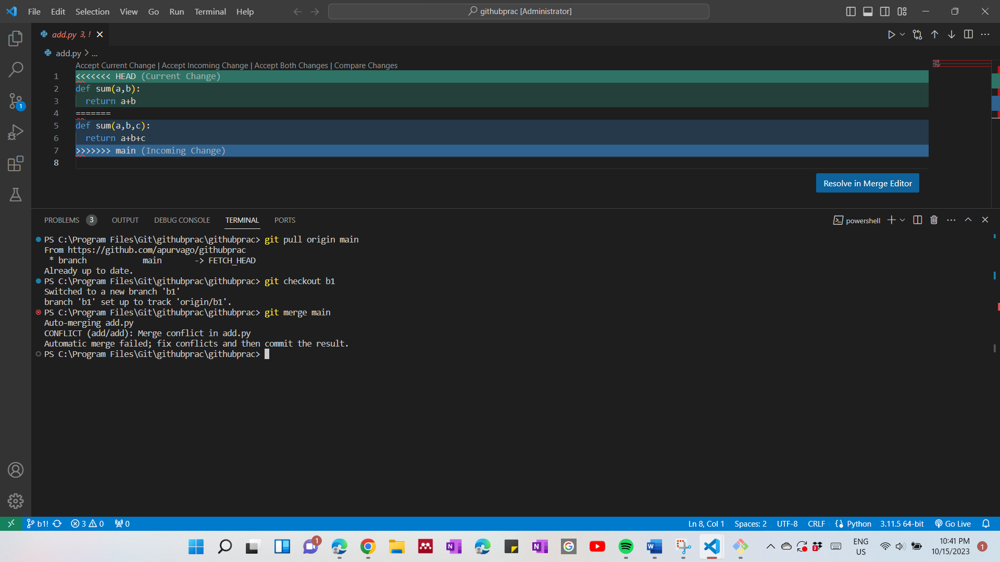 File Edit Selection View Go Run Terminal Help
githubprac [Administrator]
add.py 3, !
add.py > ...
Accept Current Change | Accept Incoming Change | Accept Both Changes | Compare Changes
1 <<<<<<< HEAD (Current Change)
2 def sum(a,b):
3 return a+b
4 =======
5 def sum(a,b,c):
6 return a+b+c
7 >>>>>>> main (Incoming Change)
8
Resolve in Merge Editor
1
PROBLEMS 3 OUTPUT DEBUG CONSOLE TERMINAL PORTS
powershell
PS C:\Program Files\Git\githubprac\githubprac> git pull origin main
From https://github.com/apurvago/githubprac
* branch main -> FETCH_HEAD
Already up to date.
PS C:\Program Files\Git\githubprac\githubprac> git checkout b1
Switched to a new branch 'b1'
branch 'b1' set up to track 'origin/b1'.
PS C:\Program Files\Git\githubprac\githubprac> git merge main
Auto-merging add.py
CONFLICT (add/add): Merge conflict in add.py
Automatic merge failed; fix conflicts and then commit the result.
PS C:\Program Files\Git\githubprac\githubprac>
b1! 3 0 0
Ln 8, Col 1 Spaces: 2 UTF-8 CRLF Python 3.11.5 64-bit Go Live
1
ENG
US
10:41 PM
10/15/2023
1